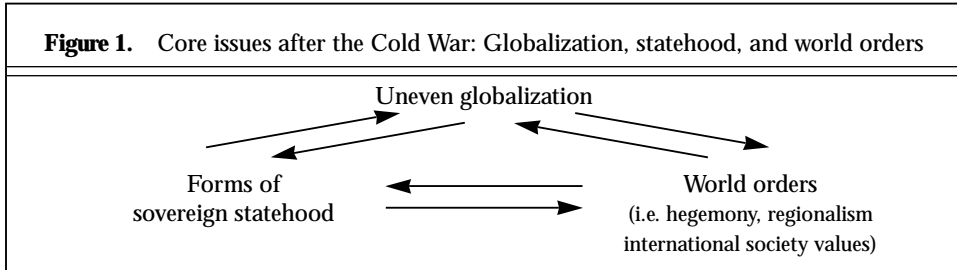 Figure 1. Core issues after the Cold War: Globalization, statehood, and world orders
Uneven globalization
Forms of
sovereign statehood
World orders
(i.e. hegemony, regionalism
international society values)